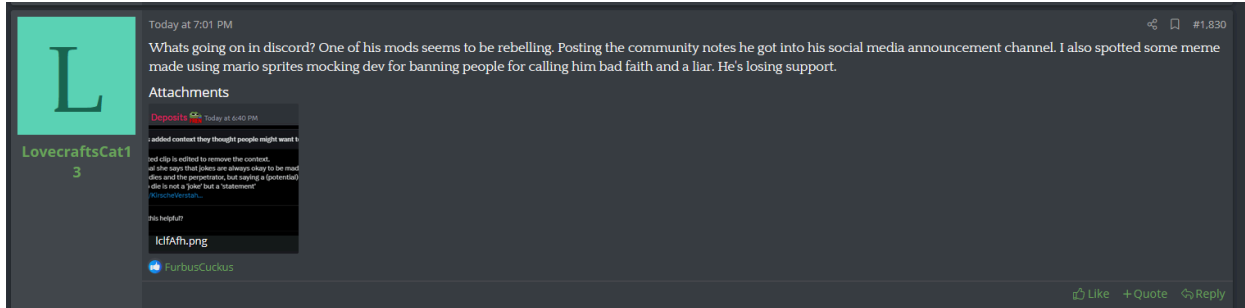 L
LovecraftsCat1
3
Today at 7:01 PM
#1,830
Whats going on in discord? One of his mods seems to be rebelling. Posting the community notes he got into his social media announcement channel. I also spotted some meme
made using mario sprites mocking dev for banning people for calling him bad faith and a liar. He's losing support.
Attachments
Deposits Today at 6:40 PM
added context they thought people might want t
ted clip is edited to remove the context.
al she says that jokes are always okay to be mad
dies and the perpetrator, but saying a (potential)
die is not a 'joke' but a 'statement'
/KirscheVerstah...
this helpful?
lclfAfh.png
FurbusCuckus
Like
+Quote
Reply